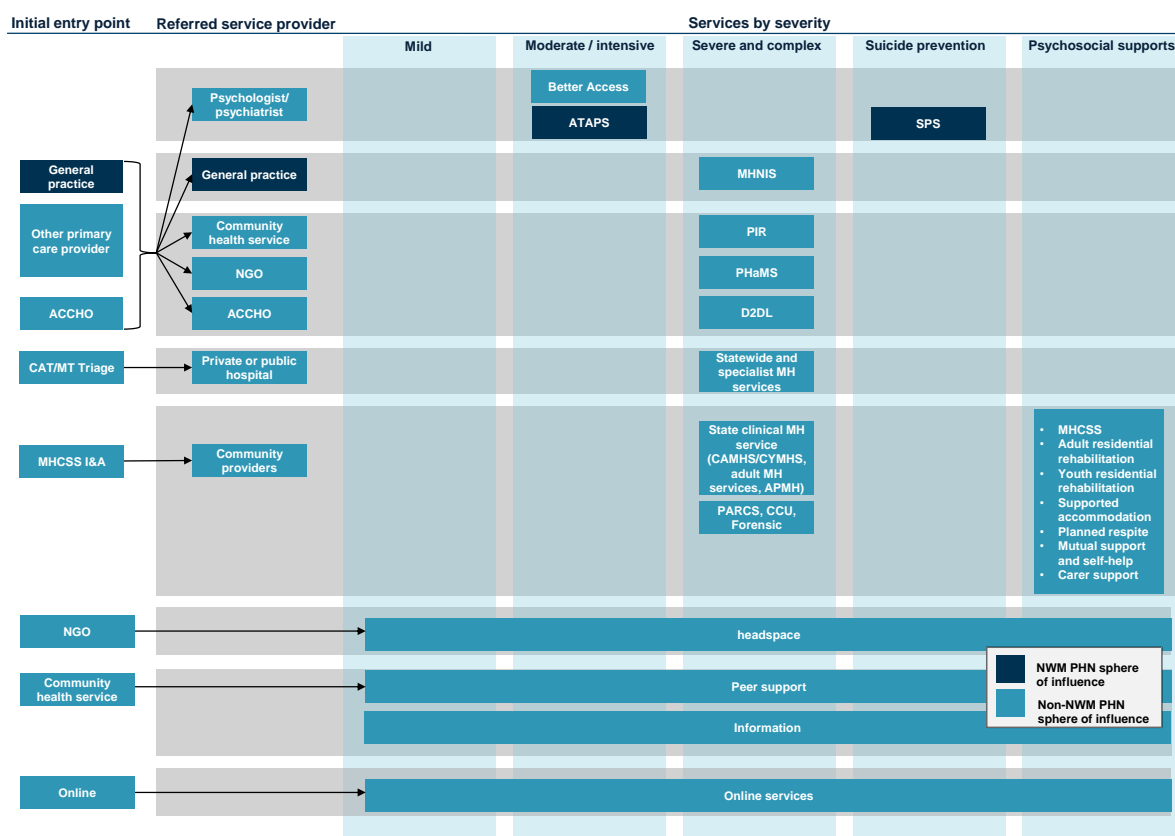 Initial entry point
Referred service provider
Services by severity
Mild
Moderate / intensive
Severe and complex
Suicide prevention
Psychosocial supports
Psychologist/
psychiatrist
Better Access
ATAPS
SPS
General
practice
General practice
MHNIS
Other primary
care provider
Community
health service
PIR
NGO
PHaMS
ACCHO
ACCHO
D2DL
CAT/MT Triage
Private or public
hospital
Statewide and
specialist MH
services
MHCSS I&A
Community
providers
State clinical MH
service
(CAMHS/CYMHS,
adult MH
services, APMH)
PARCS, CCU,
Forensic
• MHCSS
• Adult residential
rehabilitation
• Youth residential
rehabilitation
• Supported
accommodation
• Planned respite
• Mutual support
and self-help
• Carer support
NGO
headspace
Community
health service
Peer support
Information
Online
Online services
NWM PHN sphere
of influence
Non-NWM PHN
sphere of influence